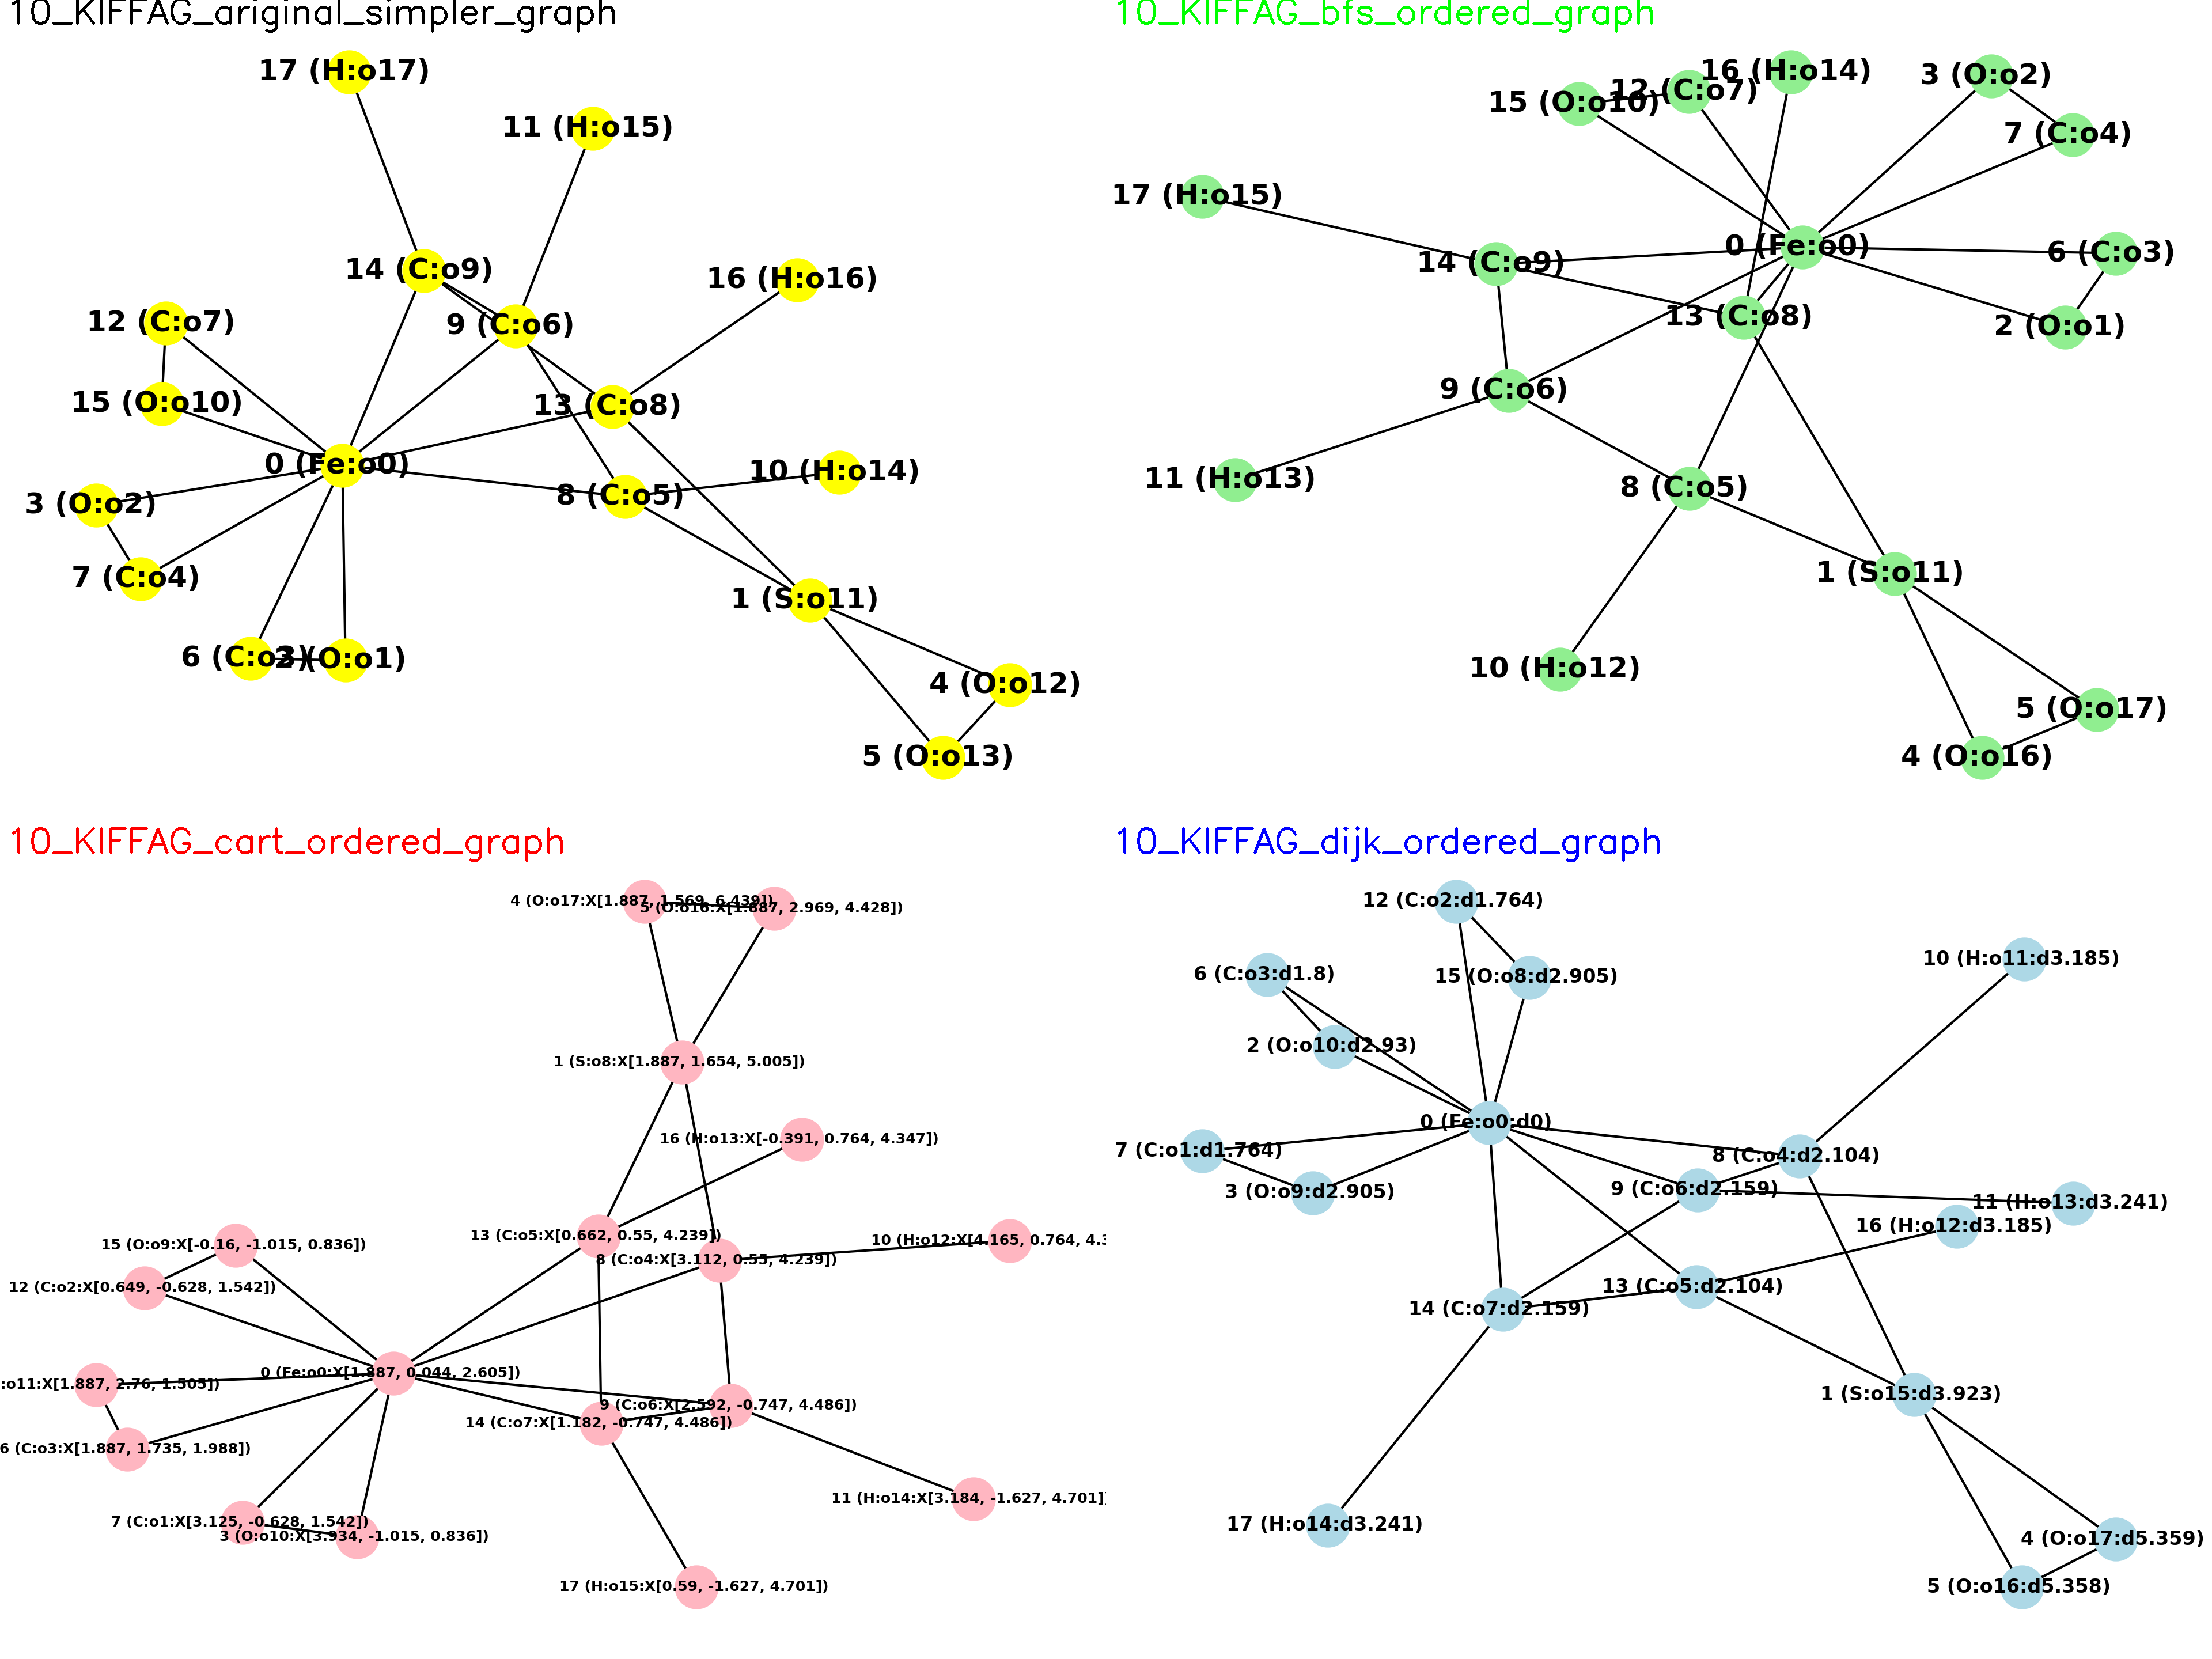 10_KIFFAG_ariginal_simpler_graph
17 (H:o17)
11 (H:o15)
14 (C:o9)
16 (H:o16)
12 (C:o7)
9 (C:o6)
15 (O:o10)
13 (C:o8)
0 (Fe:o0)
10 (H:o14)
3 (O:o2)
8 (C:o5)
7 (C:o4)
1 (S:o11)
6 (C:o3)
2 (O:o1)
4 (O:o12)
5 (O:o13)
10_KIFFAG_bfs_ordered_graph
16 (H:o14)
3 (O:o2)
12 (C:o7)
15 (O:o10)
7 (C:o4)
17 (H:o15)
0 (Fe:o0)
6 (C:o3)
14 (C:o9)
13 (C:o8)
2 (O:o1)
9 (C:o6)
11 (H:o13)
8 (C:o5)
1 (S:o11)
10 (H:o12)
5 (O:o17)
4 (O:o16)
10_KIFFAG_cart_ordered_graph
4 (O:o17:X[1.887, 1.569, 6.439])
5 (O:o16:X[1.887, 2.969, 4.428])
1 (S:o8:X[1.887, 1.654, 5.005])
16 (H:o13:X[-0.391, 0.764, 4.347])
13 (C:o5:X[0.662, 0.55, 4.239])
10 (H:o12:X[4.165, 0.764, 4.3
15 (O:o9:X[-0.16, -1.015, 0.836])
8 (C:o4:X[3.112, 0.55, 4.239])
12 (C:o2:X[0.649, -0.628, 1.542])
0 (Fe:o0:X[1.887, 0.044, 2.605])
:o11:X[1.887, 2.76, 1.505])
9 (C:o6:X[2.592, -0.747, 4.486])
14 (C:o7:X[1.182, -0.747, 4.486])
6 (C:o3:X[1.887, 1.735, 1.988])
11 (H:o14:X[3.184, -1.627, 4.701]
7 (C:o1:X[3.125, -0.628, 1.542])
3 (O:o10:X[3.934, -1.015, 0.836])
17 (H:o15:X[0.59, -1.627, 4.701])
10_KIFFAG_dijk_ordered_graph
12 (C:o2:d1.764)
10 (H:o11:d3.185)
6 (C:o3:d1.8)
15 (O:o8:d2.905)
2 (O:o10:d2.93)
0 (Fe:o0:d0)
7 (C:o1:d1.764)
8 (C:o4:d2.104)
3 (O:o9:d2.905)
9 (C:o6:d2.159)
11 (H:o13:d3.241)
16 (H:o12:d3.185)
13 (C:o5:d2.104)
14 (C:o7:d2.159)
1 (S:o15:d3.923)
17 (H:o14:d3.241)
4 (O:o17:d5.359)
5 (O:o16:d5.358)